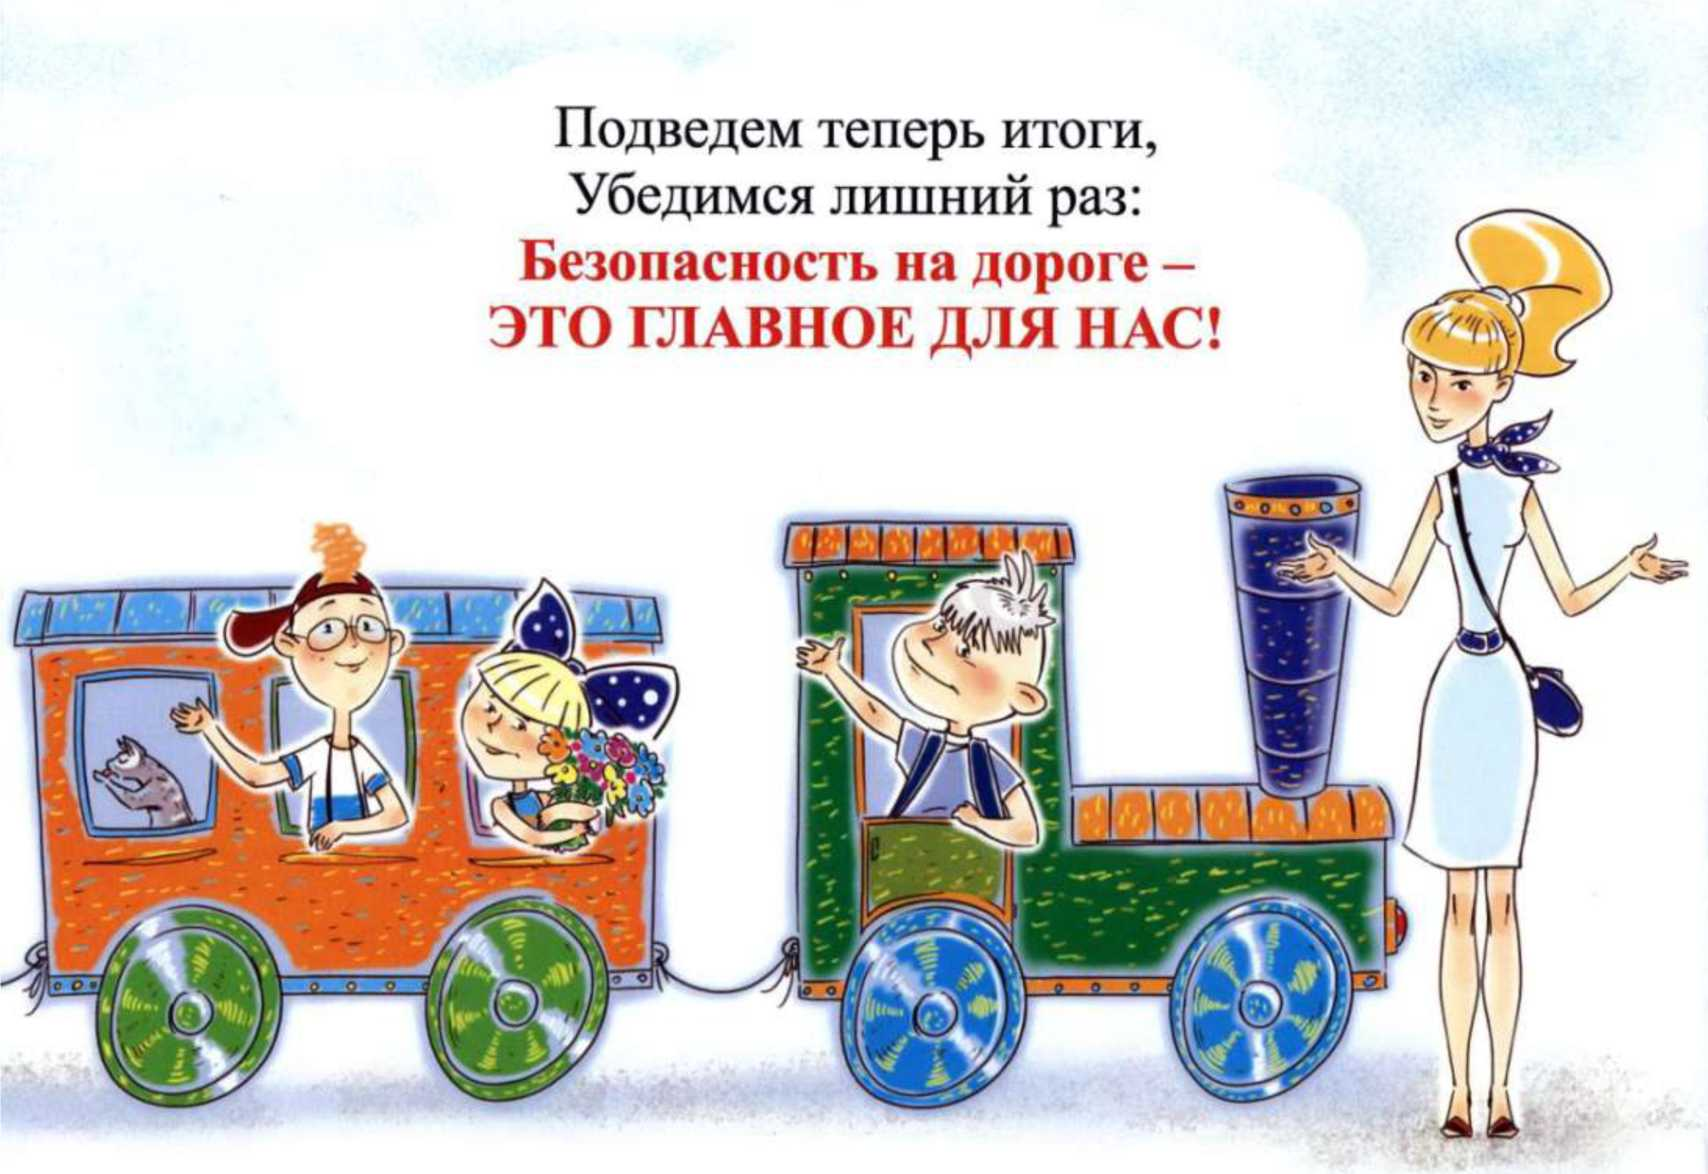 Подведем теперь итоги,
Убедимся лишний раз:
Безопасность на дороге –
ЭТО ГЛАВНОЕ ДЛЯ НАС!